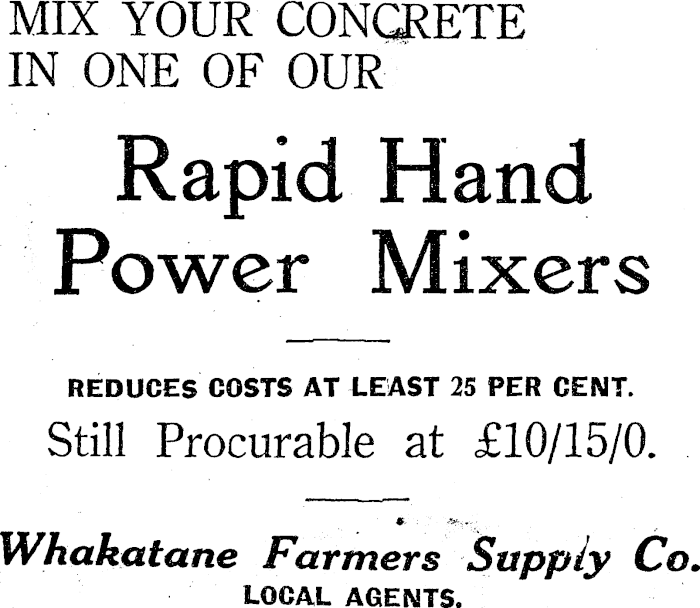 MIX YOUR CONCRETE
IN ONE OF OUR
Rapid Hand
Power Mixers
REDUCES COSTS AT LEAST 25 PER CENT.
Still Procurable at £10/15/0.
Whakatane Farmers Supply Co.
LOCAL AGENTS.